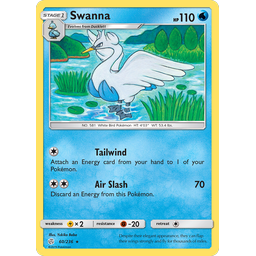 STAGE 1
Swanna
HP 110
Evolves from Ducklett
NO. 581 White Bird Pokémon HT: 4'03" WT: 53.4 lbs.
Tailwind
Attach an Energy card from your hand to 1 of your
Pokémon.
Air Slash 70
Discard an Energy from this Pokémon.
weakness ×2 resistance -20 retreat
60/236